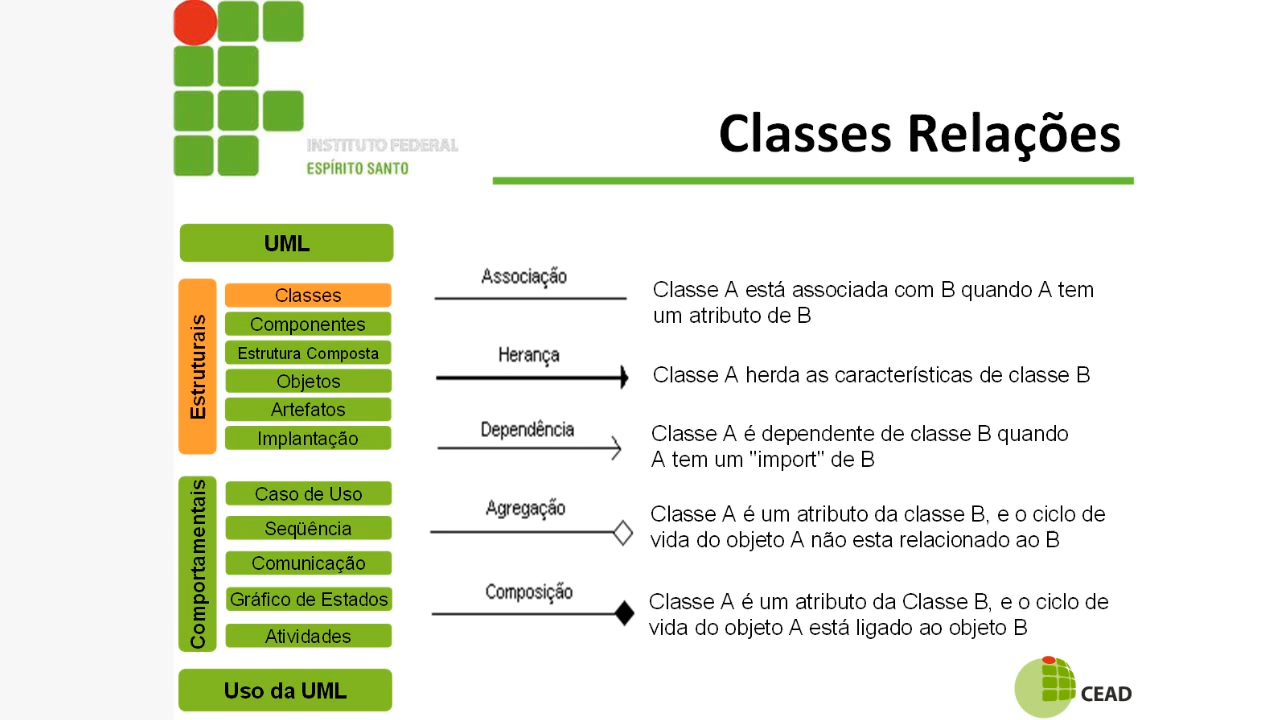 INSTITUTO FEDERAL
ESPÍRITO SANTO
Classes Relações
UML
Estruturais
Classes
Componentes
Estrutura Composta
Objetos
Artefatos
Implantação
Comportamentais
Caso de Uso
Seqüência
Comunicação
Gráfico de Estados
Atividades
Uso da UML
Associação
Classe A está associada com B quando A tem
um atributo de B
Herança
Classe A herda as características de classe B
Dependência
Classe A é dependente de classe B quando
A tem um "import" de B
Agregação
Classe A é um atributo da classe B, e o ciclo de
vida do objeto A não esta relacionado ao B
Composição
Classe A é um atributo da Classe B, e o ciclo de
vida do objeto A está ligado ao objeto B
CEAD